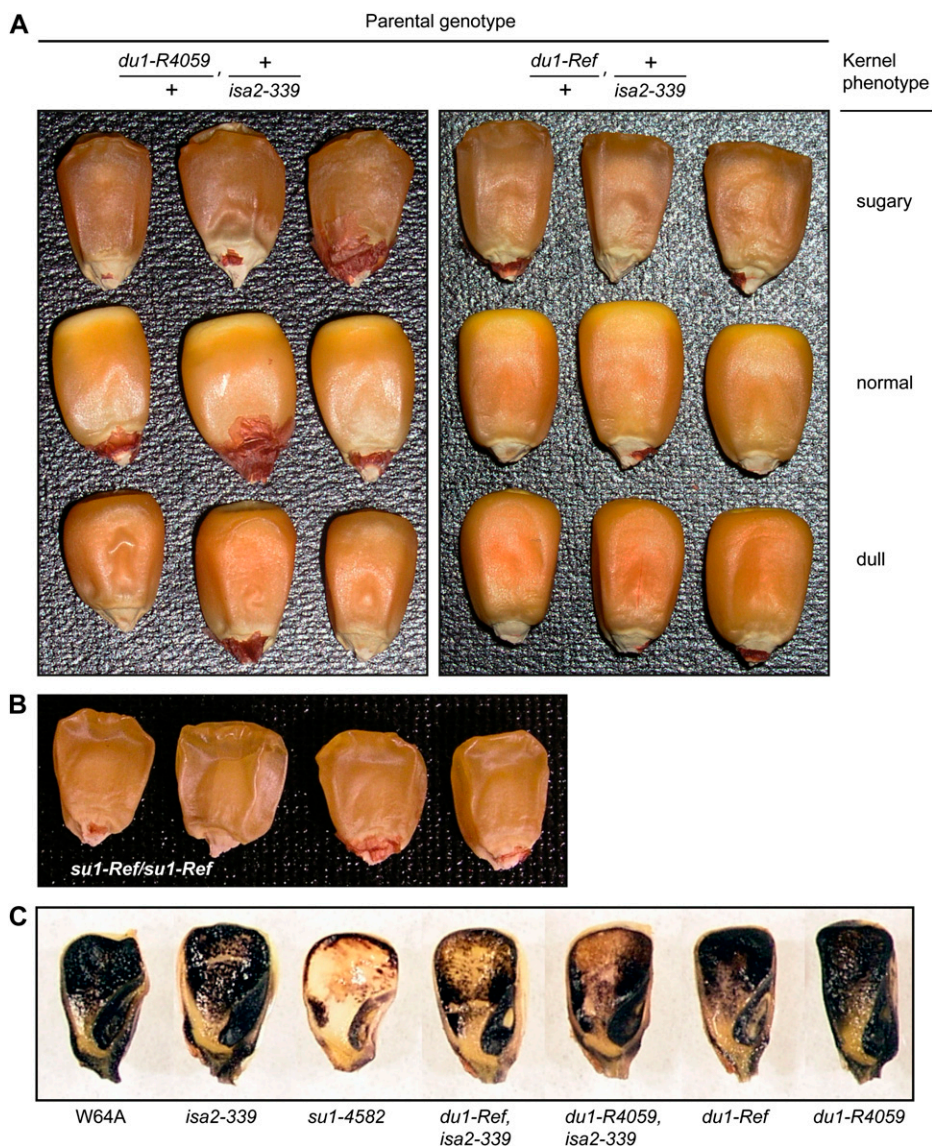 A
Parental genotype
du1-R4059 / + , + / isa2-339
du1-Ref / + , + / isa2-339
Kernel phenotype
sugary
normal
dull
B
su1-Ref/su1-Ref
C
W64A
isa2-339
su1-4582
du1-Ref, isa2-339
du1-R4059, isa2-339
du1-Ref
du1-R4059